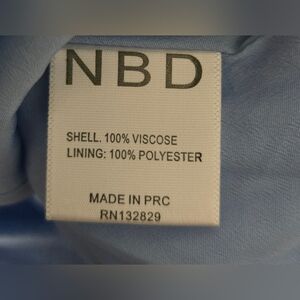 NBD
SHELL. 100% VISCOSE
LINING: 100% POLYESTER
MADE IN PRC
RN132829